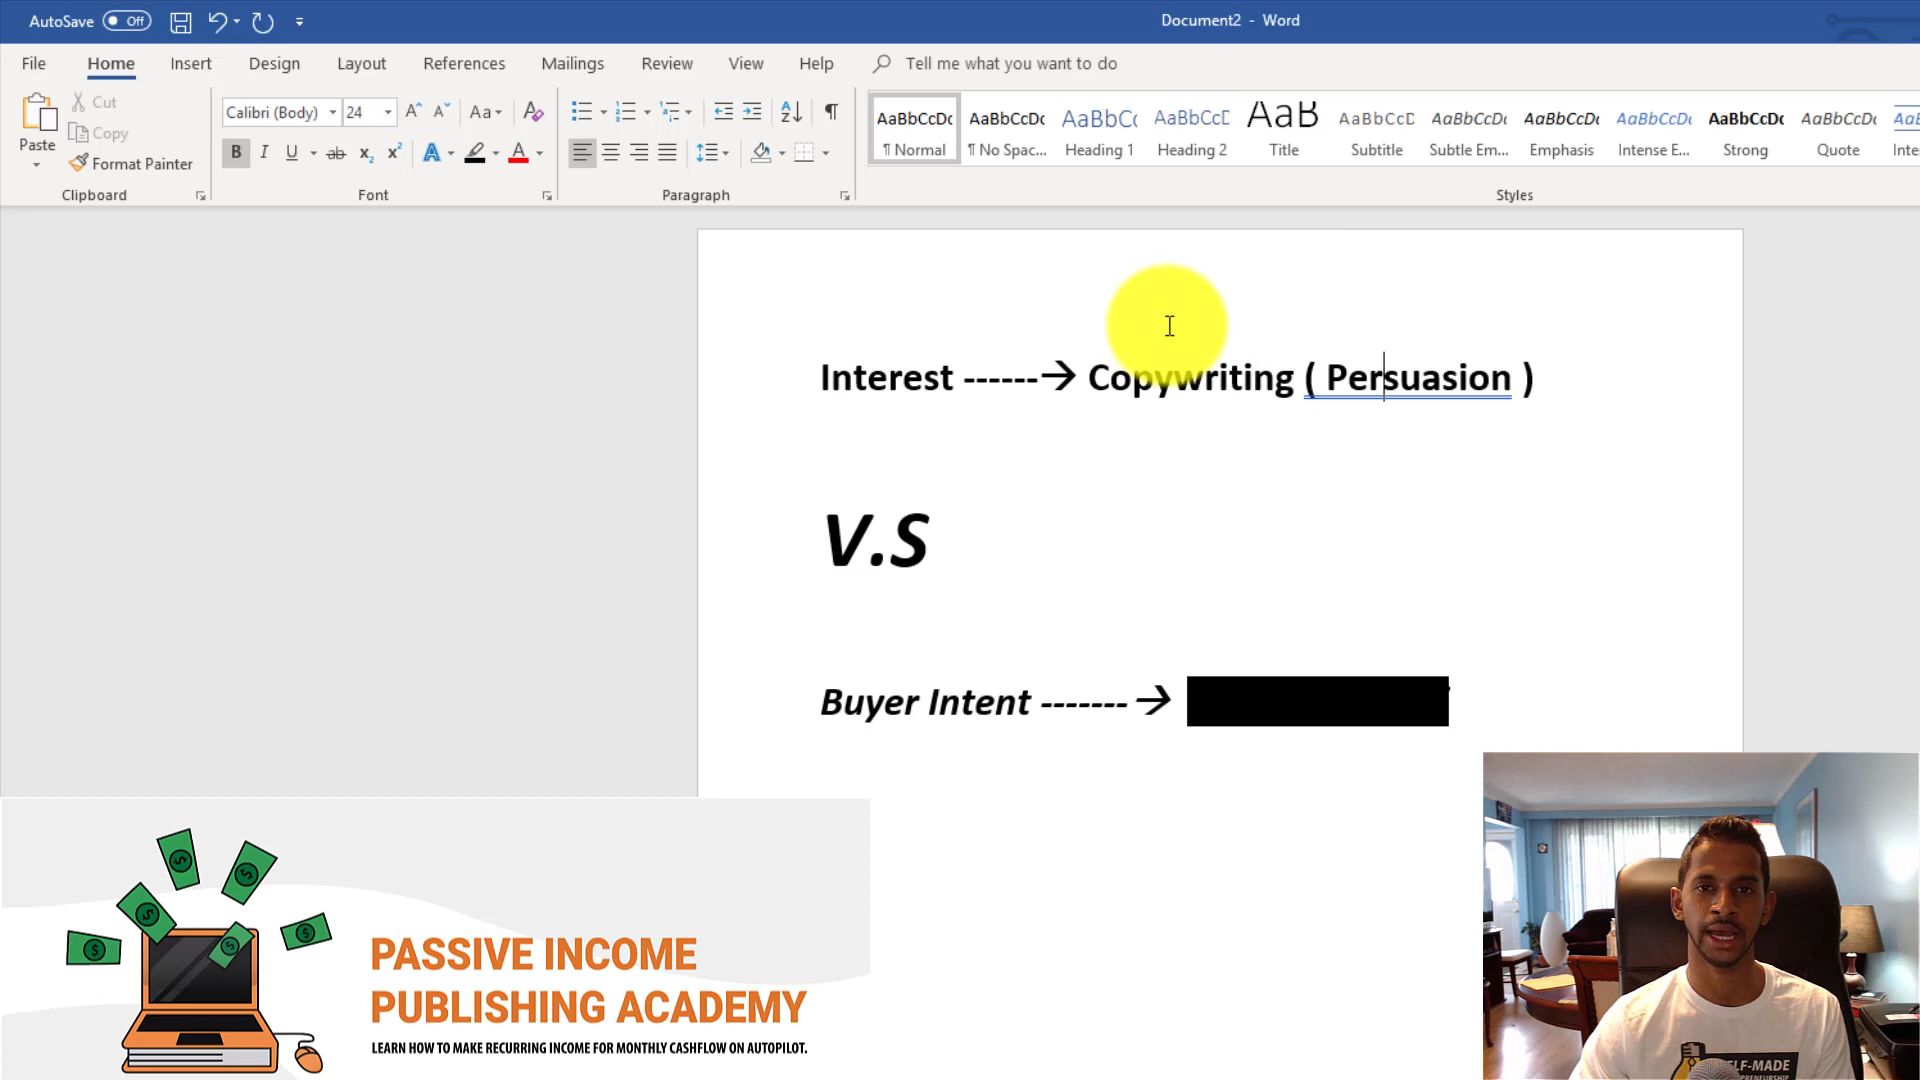 AutoSave Off
Document2 - Word
File Home Insert Design Layout References Mailings Review View Help Tell me what you want to do
Paste
Cut
Copy
Format Painter
Clipboard
Calibri (Body) 24
Font
Paragraph
AaBbCcDc AaBbCcDc AaBbCc AaBbCcD AaB AaBbCcD AaBbCcDc AaBbCcDc AaBbCcDc AaBbCcDc AaBbCcDc
¶ Normal ¶ No Spac... Heading 1 Heading 2 Title Subtitle Subtle Em... Emphasis Intense E... Strong Quote Inte
Styles
Interest ------→ Copywriting ( Persuasion )
V.S
Buyer Intent ------- →
PASSIVE INCOME
PUBLISHING ACADEMY
LEARN HOW TO MAKE RECURRING INCOME FOR MONTHLY CASHFLOW ON AUTOPILOT.